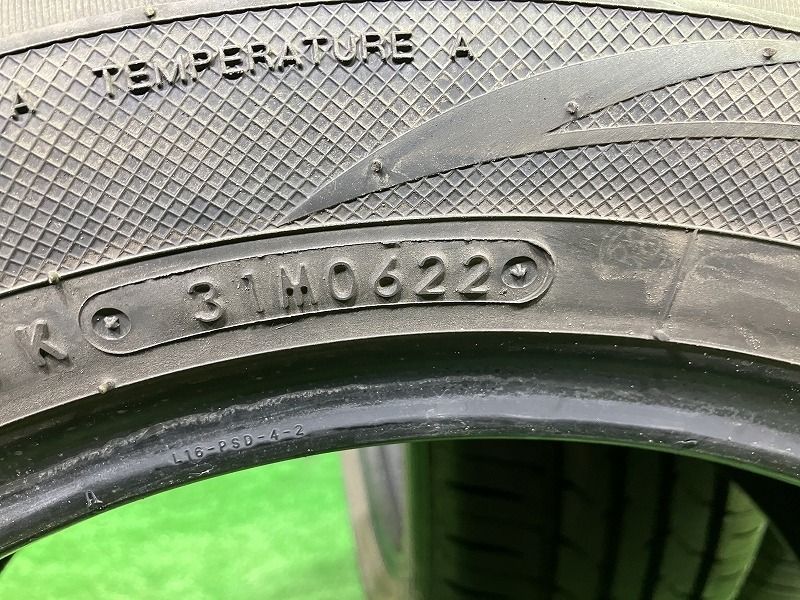 A TEMPERATURE A
K 31M0622
L16-PSD-4-2
A